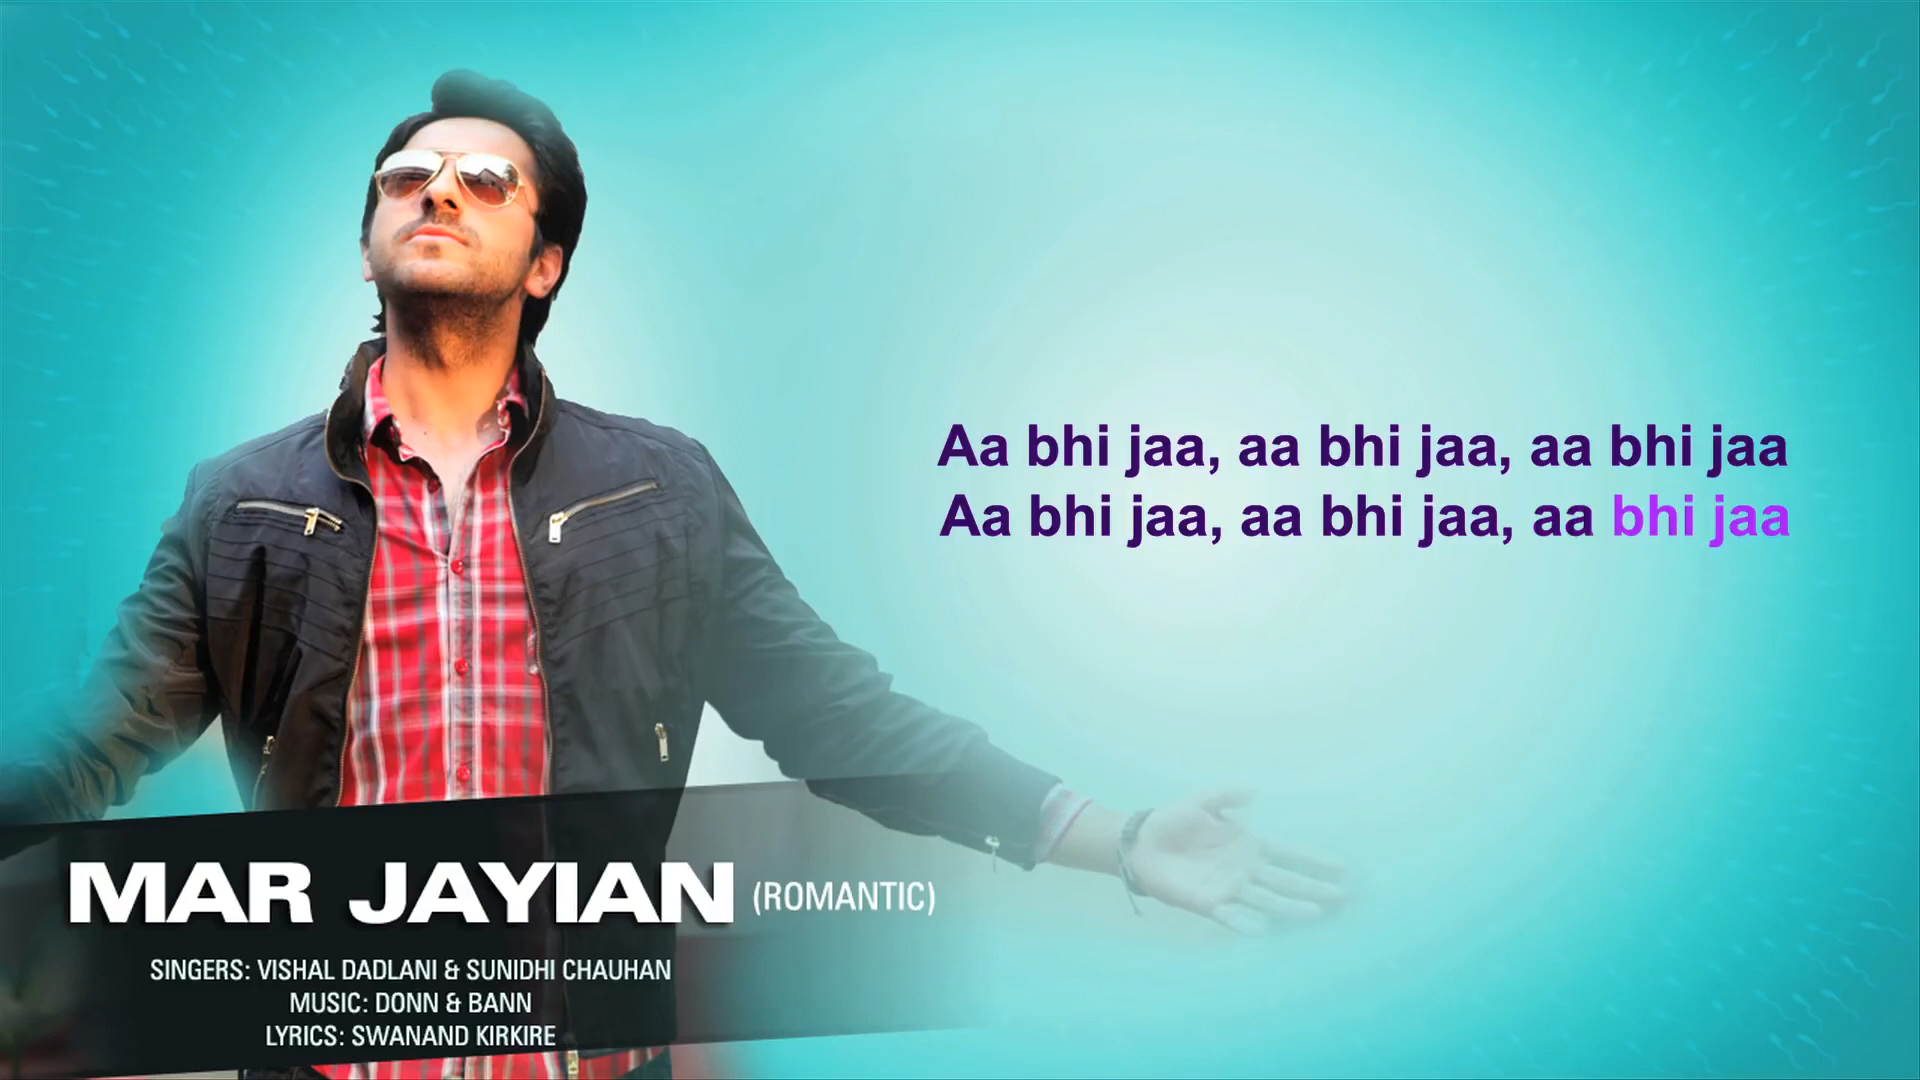 Aa bhi jaa, aa bhi jaa, aa bhi jaa
Aa bhi jaa, aa bhi jaa, aa bhi jaa
MAR JAYIAN (ROMANTIC)
SINGERS: VISHAL DADLANI & SUNIDHI CHAUHAN
MUSIC: DONN & BANN
LYRICS: SWANAND KIRKIRE